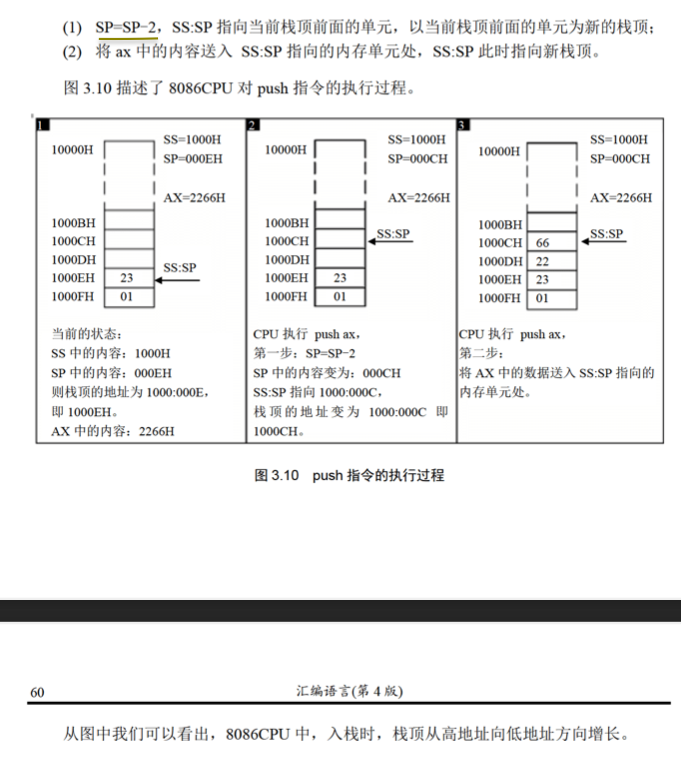 (1) SP=SP-2，SS:SP 指向当前栈顶前面的单元，以当前栈顶前面的单元为新的栈顶；
(2) 将 ax 中的内容送入 SS:SP 指向的内存单元处，SS:SP 此时指向新栈顶。
图 3.10 描述了 8086CPU 对 push 指令的执行过程。
1
10000H
SS=1000H
SP=000EH
AX=2266H
1000BH
1000CH
1000DH
SS:SP
1000EH 23
1000FH 01
当前的状态：
SS 中的内容：1000H
SP 中的内容：000EH
则栈顶的地址为 1000:000E，
即 1000EH。
AX 中的内容：2266H
2
10000H
SS=1000H
SP=000CH
AX=2266H
1000BH
SS:SP
1000CH
1000DH
1000EH 23
1000FH 01
CPU 执行 push ax，
第一步：SP=SP-2
SP 中的内容变为：000CH
SS:SP 指向 1000:000C，
栈顶的地址变为 1000:000C 即
1000CH。
3
10000H
SS=1000H
SP=000CH
AX=2266H
1000BH
SS:SP
1000CH 66
1000DH 22
1000EH 23
1000FH 01
CPU 执行 push ax，
第二步：
将 AX 中的数据送入 SS:SP 指向的
内存单元处。
图 3.10 push 指令的执行过程
60 汇编语言(第 4 版)
从图中我们可以看出，8086CPU 中，入栈时，栈顶从高地址向低地址方向增长。